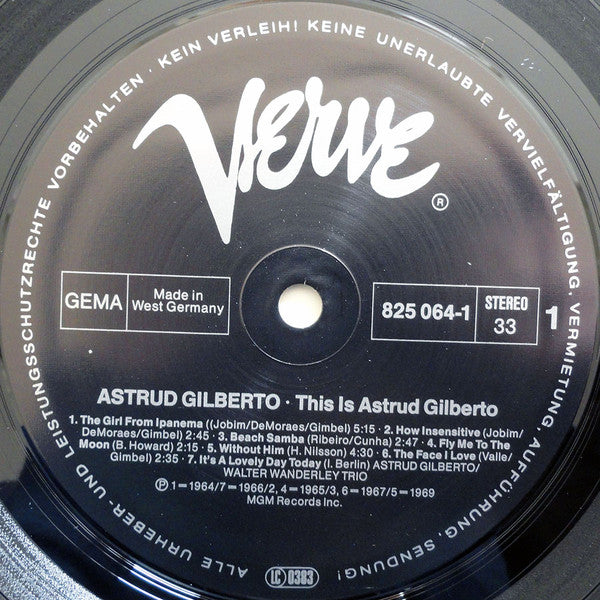 ALLE URHEBER- UND LEISTUNGSSCHUTZRECHTE VORBEHALTEN · KEIN VERLEIH! KEINE UNERLAUBTE VERVIELFÄLTIGUNG, VERMIETUNG, AUFFÜHRUNG, SENDUNG!
Verve
®
GEMA
Made in
West Germany
825 064-1
STEREO
33
1
ASTRUD GILBERTO · This Is Astrud Gilberto
1. The Girl From Ipanema ((Jobim/DeMoraes/Gimbel) 5:15 · 2. How Insensitive (Jobim/
DeMoraes/Gimbel) 2:45 · 3. Beach Samba (Ribeiro/Cunha) 2:47 · 4. Fly Me To The
Moon (B. Howard) 2:15 · 5. Without Him (H. Nilsson) 4:30 · 6. The Face I Love (Valle/
Gimbel) 2:35 · 7. It's A Lovely Day Today (I. Berlin) ASTRUD GILBERTO/
WALTER WANDERLEY TRIO
Ⓟ 1—1964/7—1966/2, 4—1965/3, 6—1967/5—1969
MGM Records Inc.
LC 0383